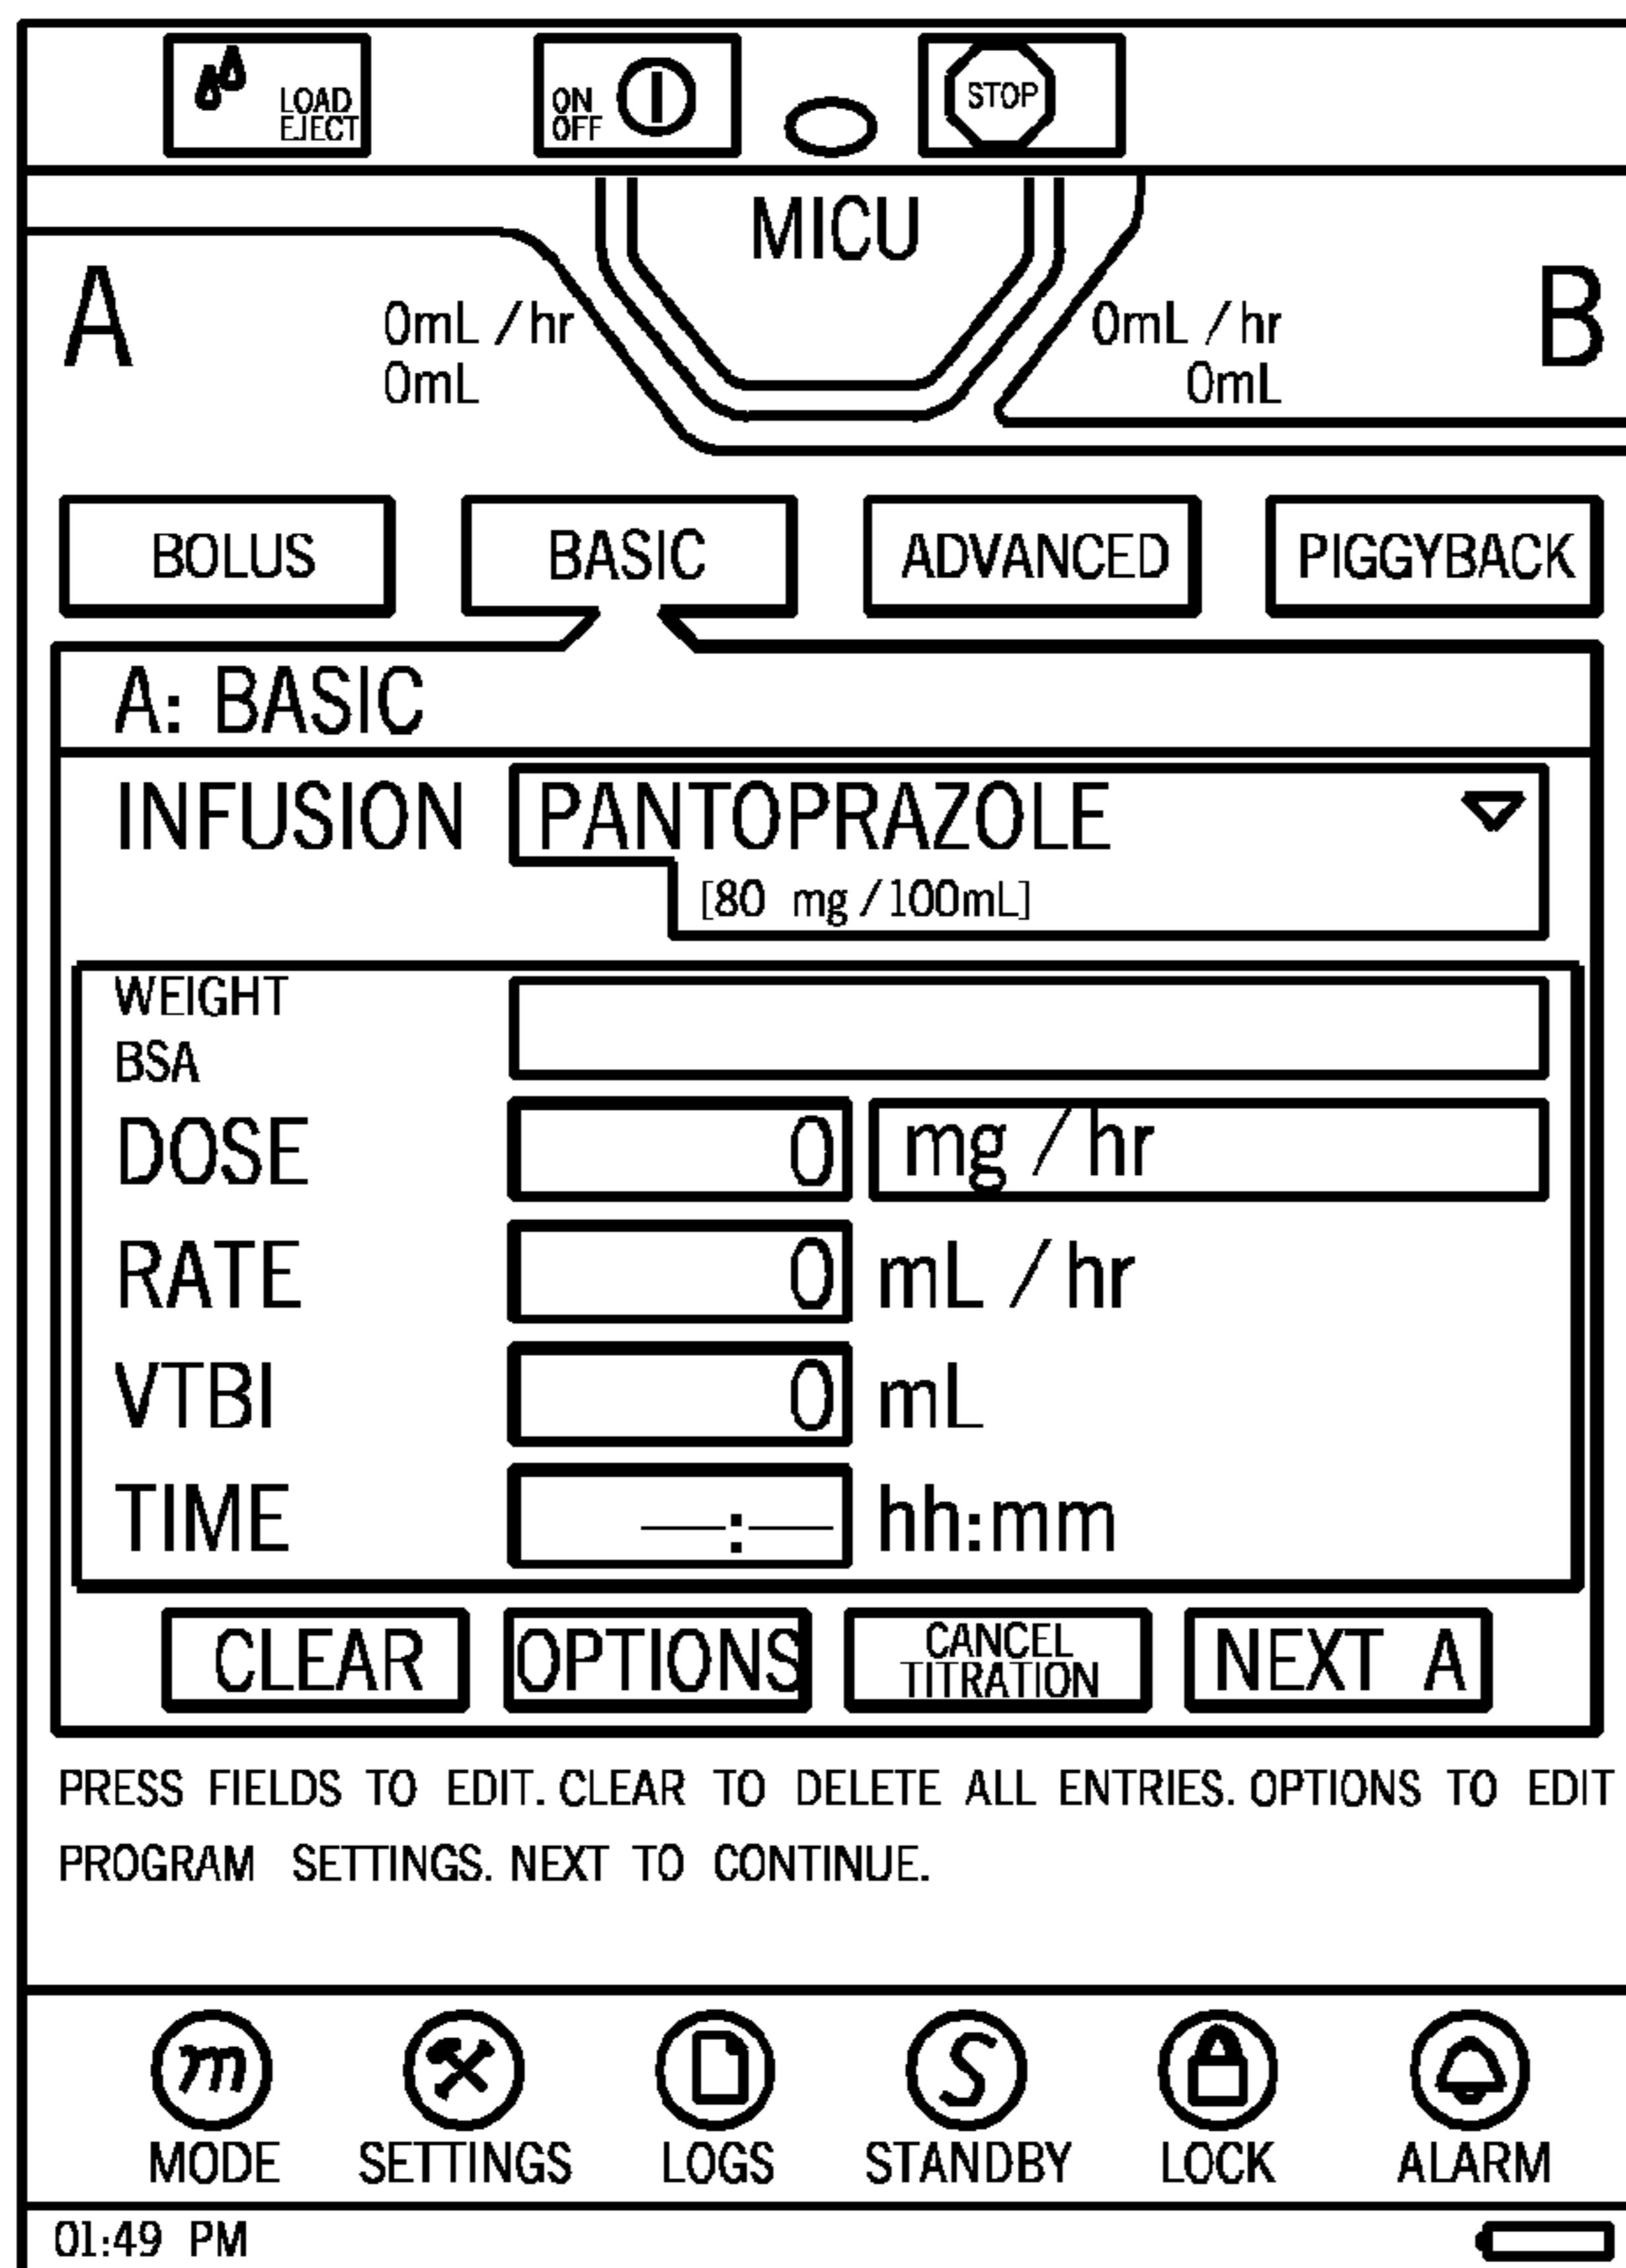 LOAD
EJECT
ON
OFF
STOP
MICU
A
0mL/hr
0mL
0mL/hr
0mL
B
BOLUS
BASIC
ADVANCED
PIGGYBACK
A: BASIC
INFUSION PANTOPRAZOLE
[80 mg/100mL]
WEIGHT
BSA
DOSE 0 mg/hr
RATE 0 mL/hr
VTBI 0 mL
TIME __:__ hh:mm
CLEAR
OPTIONS
CANCEL
TITRATION
NEXT A
PRESS FIELDS TO EDIT. CLEAR TO DELETE ALL ENTRIES. OPTIONS TO EDIT
PROGRAM SETTINGS. NEXT TO CONTINUE.
m
S
MODE SETTINGS LOGS STANDBY LOCK ALARM
01:49 PM